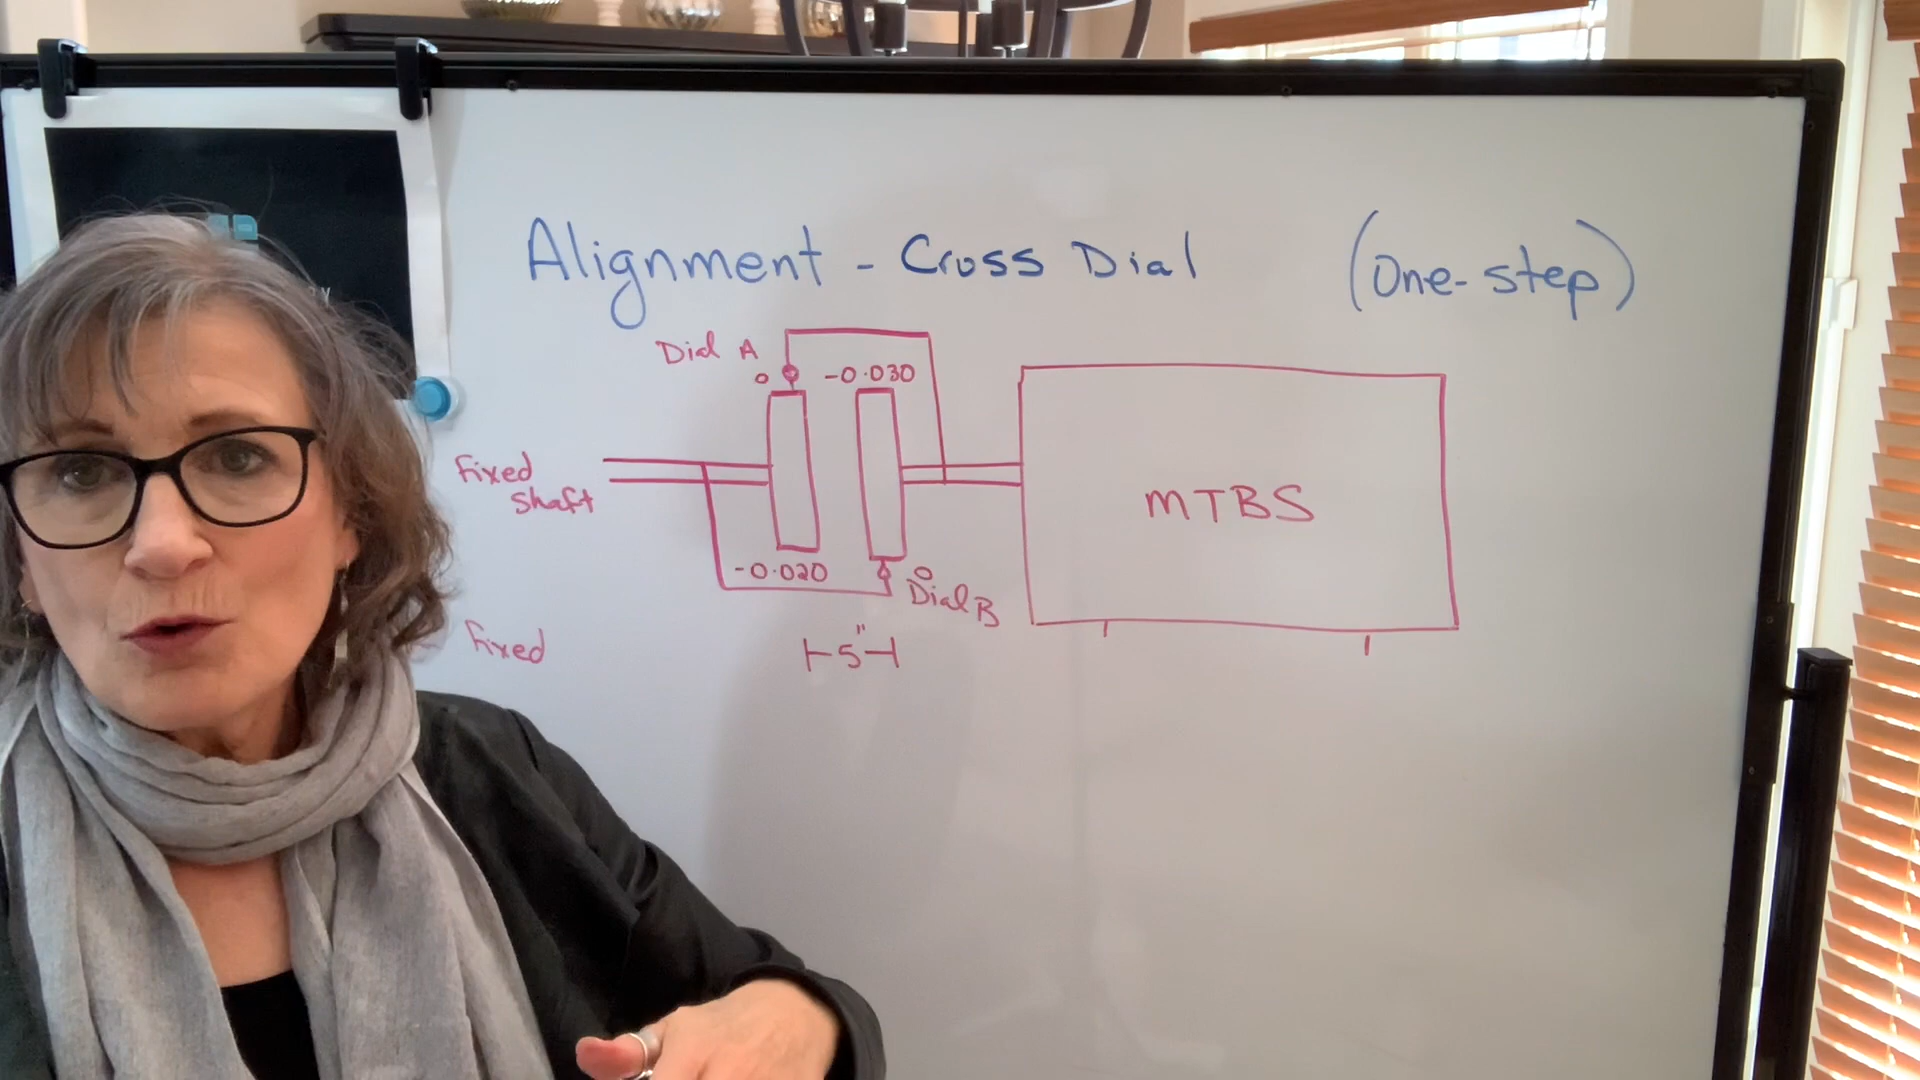 Alignment - Cross Dial (One-step)
Dial A
0 -0.030
Fixed
Shaft
MTBS
-0.020 0
Dial B
Fixed
5"